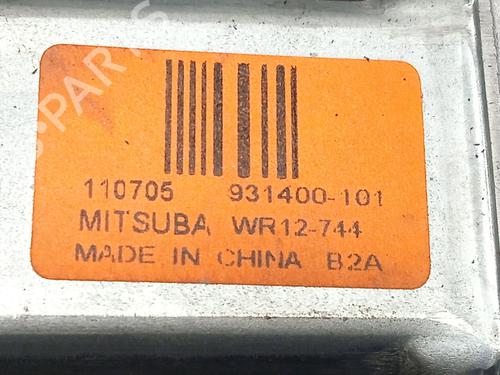 110705 931400-101
MITSUBA WR12-744
MADE IN CHINA B2A